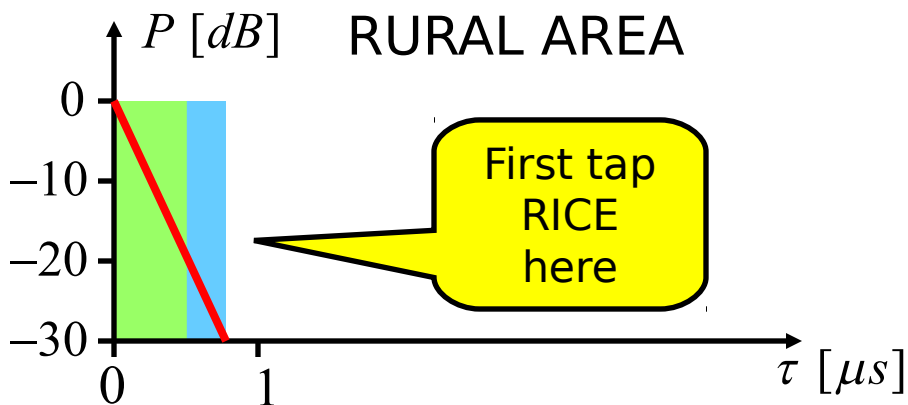 P [dB]
RURAL AREA
0
−10
−20
−30
First tap
RICE
here
0
1
τ [μs]